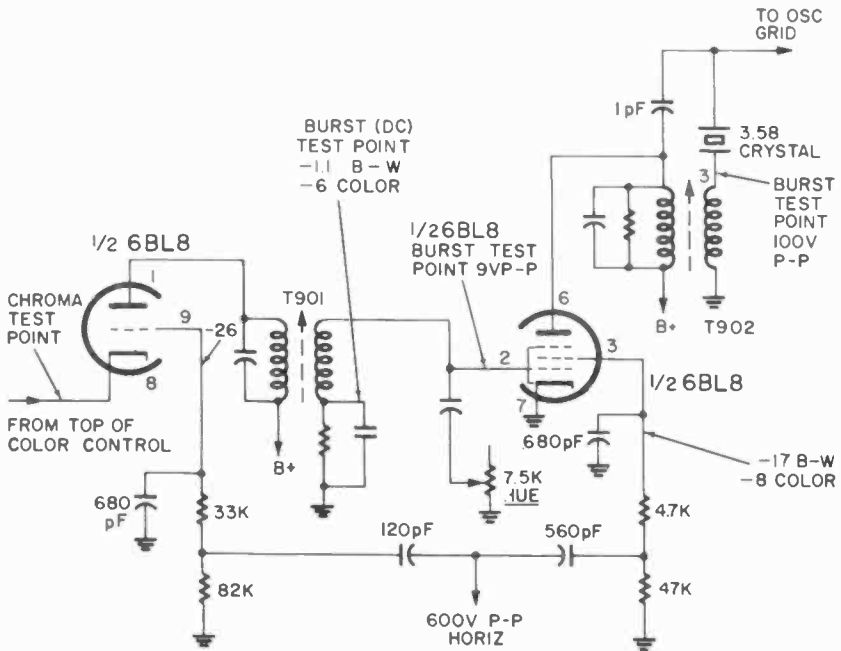 TO OSC
GRID
1pF
3.58
CRYSTAL
3
BURST
TEST
POINT
100V
P-P
BURST (DC)
TEST POINT
-1.1 B-W
-6 COLOR
1/2 6BL8
1
1/2 6BL8
BURST TEST
POINT 9VP-P
6
B+
T902
CHROMA
TEST
POINT
9
-26
8
T901
2
3
7
1/2 6BL8
FROM TOP OF
COLOR CONTROL
B+
680pF
-17 B-W
-8 COLOR
7.5K
680
pF
33K
120pF
560pF
4.7K
82K
47K
600V P-P
HORIZ